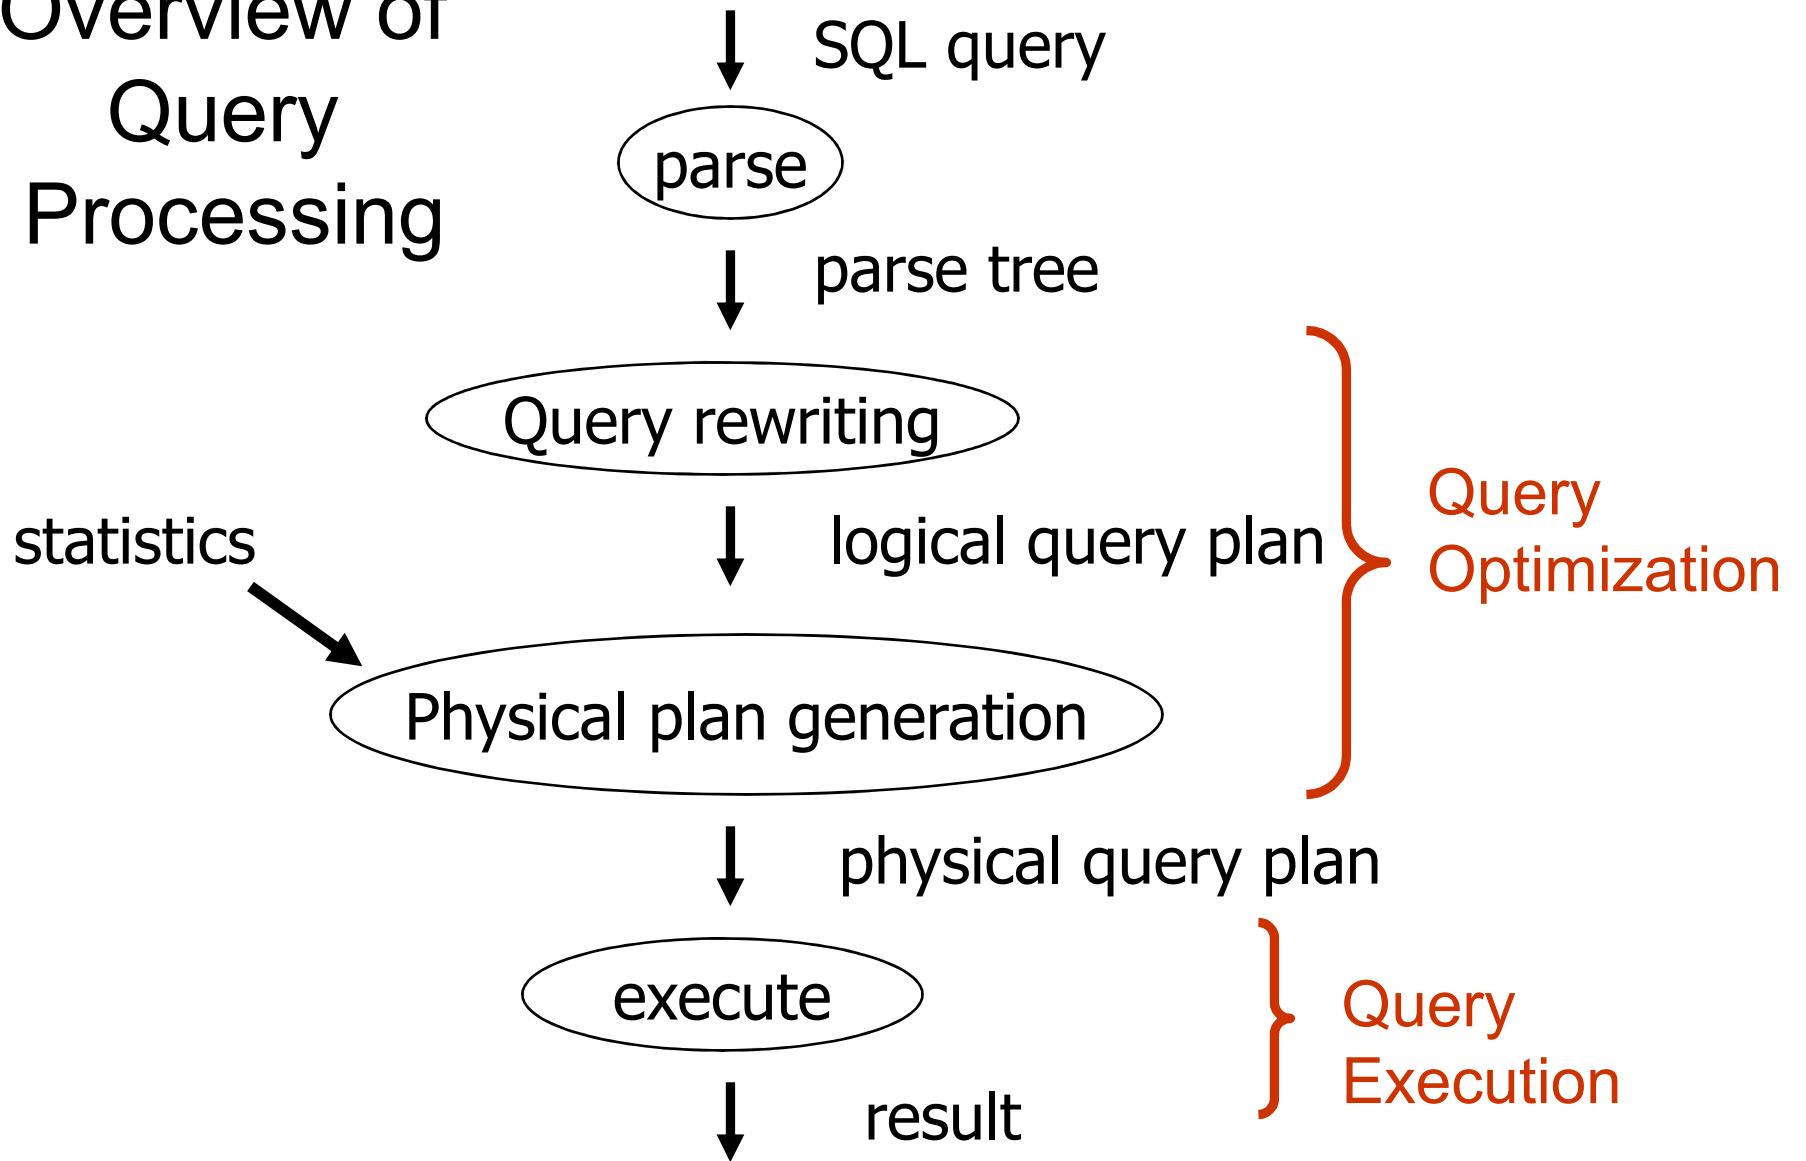 Overview of
Query
Processing
SQL query
parse
parse tree
Query rewriting
statistics
logical query plan
Query
Optimization
Physical plan generation
physical query plan
execute
Query
Execution
result